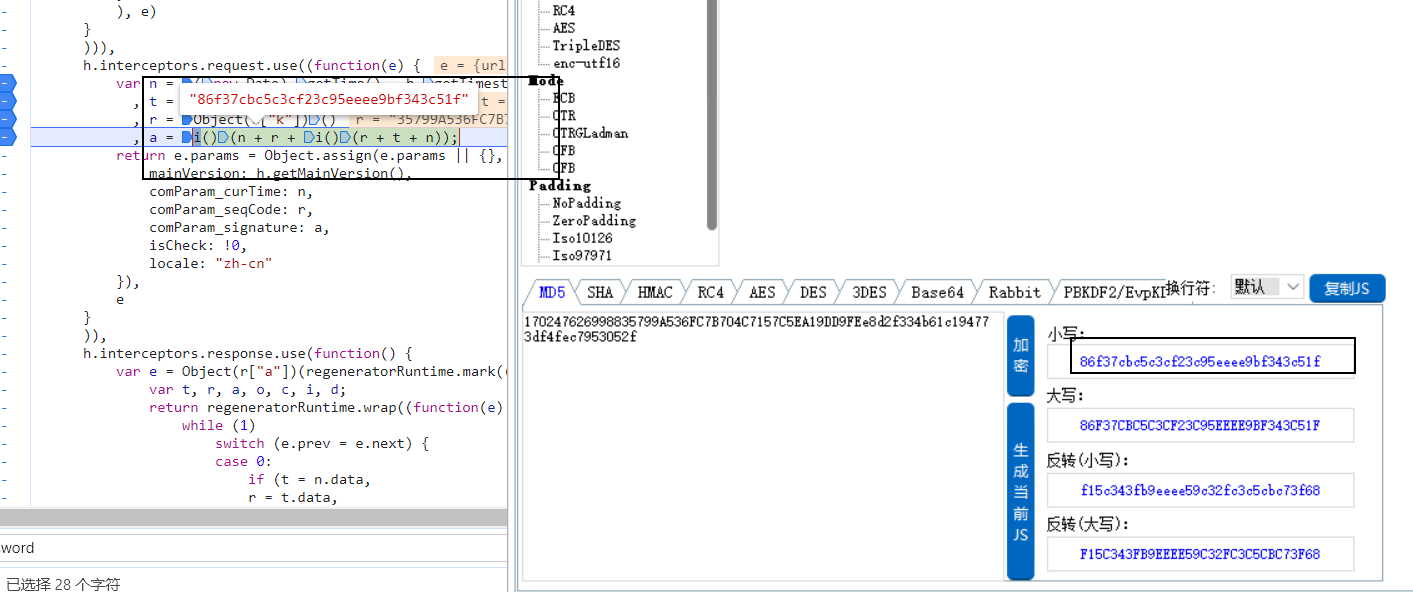 ), e)
}
))),
h.interceptors.request.use((function(e) { e = {url
var n =
"86f37cbc5c3cf23c95eeee9bf343c51f"
, t = t =
, r = Object( ["k"])() r = "35799A536FC7B7
, a = i()(n + r + i()(r + t + n));
return e.params = Object.assign(e.params || {},
mainVersion: h.getMainVersion(),
comParam_curTime: n,
comParam_seqCode: r,
comParam_signature: a,
isCheck: !0,
locale: "zh-cn"
}),
e
}
)),
h.interceptors.response.use(function() {
var e = Object(r["a"])(regeneratorRuntime.mark((
var t, r, a, o, c, i, d;
return regeneratorRuntime.wrap((function(e)
while (1)
switch (e.prev = e.next) {
case 0:
if (t = n.data,
r = t.data,
sword
已选择 28 个字符
RC4
AES
TripleDES
enc-utf16
Mode
ECB
CTR
CTRGladman
OFB
CFB
Padding
NoPadding
ZeroPadding
Iso10126
Iso97971
MD5 SHA HMAC RC4 AES DES 3DES Base64 Rabbit PBKDF2/EvpKI
换行符: 默认 复制JS
170247626998835799A536FC7B704C7157C5EA19DD9FEe8d2f334b61c19477
3df4fec7953052f
加密
生成当前JS
小写:
86f37cbc5c3cf23c95eeee9bf343c51f
大写:
86F37CBC5C3CF23C95EEEE9BF343C51F
反转(小写):
f15c343fb9eeee59c32fc3c5cbc73f68
反转(大写):
F15C343FB9EEEE59C32FC3C5CBC73F68